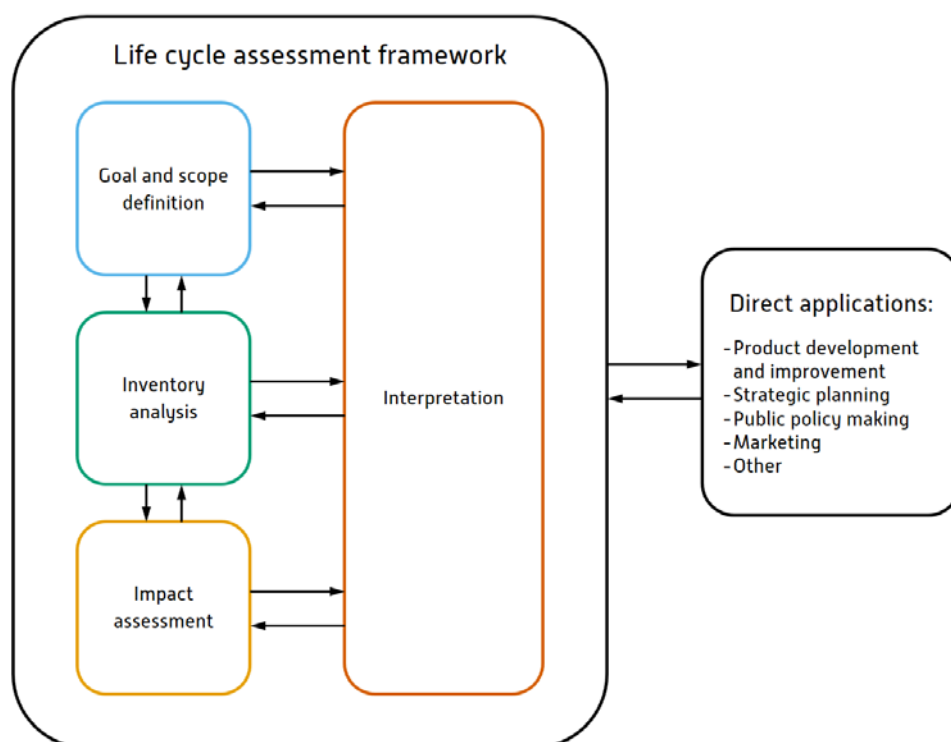 Life cycle assessment framework
Goal and scope
definition
Inventory
analysis
Impact
assessment
Interpretation
Direct applications:
- Product development
and improvement
- Strategic planning
- Public policy making
- Marketing
- Other